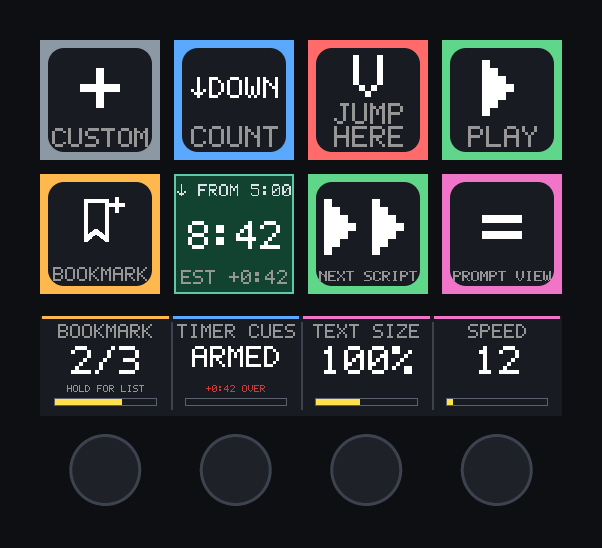 CUSTOM
↓DOWN
COUNT
JUMP
HERE
PLAY
BOOKMARK
↓ FROM 5:00
8:42
EST +0:42
NEXT SCRIPT
PROMPT VIEW
BOOKMARK
2/3
HOLD FOR LIST
TIMER CUES
ARMED
+0:42 OVER
TEXT SIZE
100%
SPEED
12